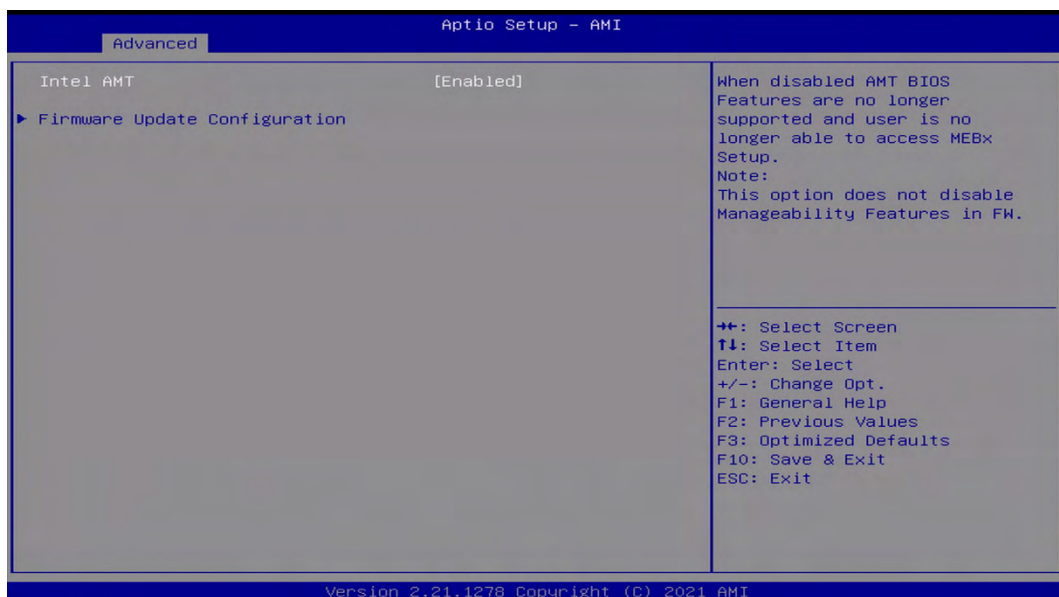 Aptio Setup – AMI
Advanced
Intel AMT [Enabled]
▶ Firmware Update Configuration
When disabled AMT BIOS
Features are no longer
supported and user is no
longer able to access MEBx
Setup.
Note:
This option does not disable
Manageability Features in FW.
→←: Select Screen
↑↓: Select Item
Enter: Select
+/-: Change Opt.
F1: General Help
F2: Previous Values
F3: Optimized Defaults
F10: Save & Exit
ESC: Exit
Version 2.21.1278 Copyright (C) 2021 AMI